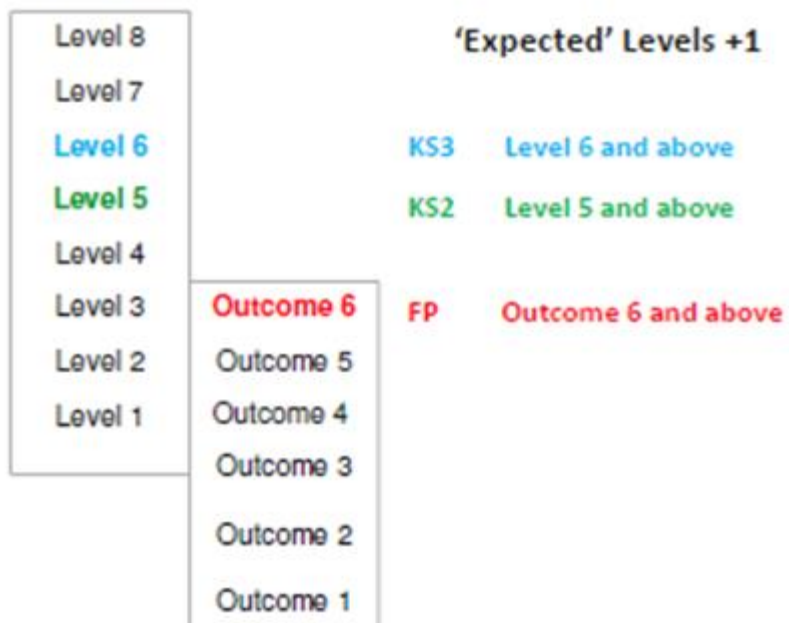 Level 8
'Expected' Levels +1
Level 7
Level 6
KS3 Level 6 and above
Level 5
KS2 Level 5 and above
Level 4
Level 3
Outcome 6
FP Outcome 6 and above
Level 2
Outcome 5
Level 1
Outcome 4
Outcome 3
Outcome 2
Outcome 1